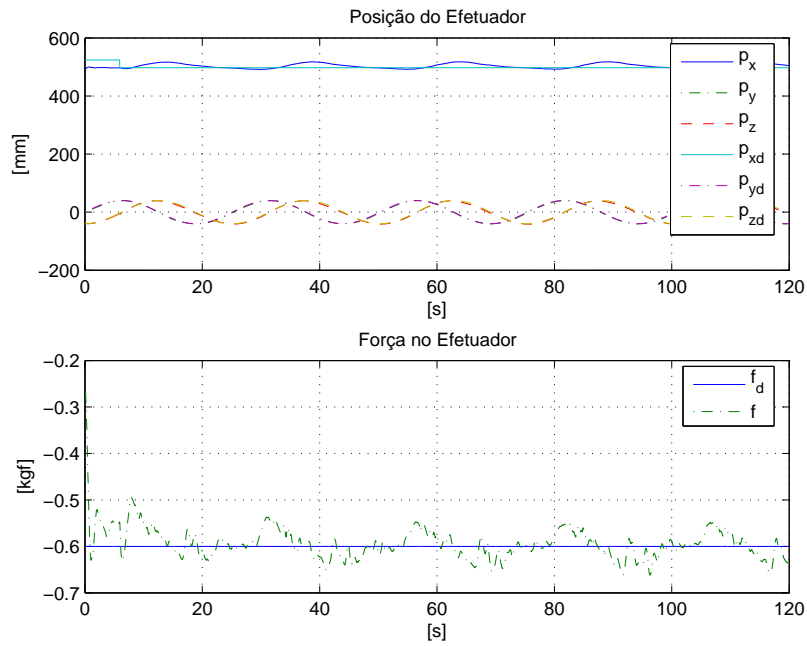 Posição do Efetuador
600
400
200
0
−200
[mm]
0 20 40 60 80 100 120
[s]
p_x
p_y
p_z
p_xd
p_yd
p_zd
Força no Efetuador
−0.2
−0.3
−0.4
−0.5
−0.6
−0.7
[kgf]
0 20 40 60 80 100 120
[s]
f_d
f